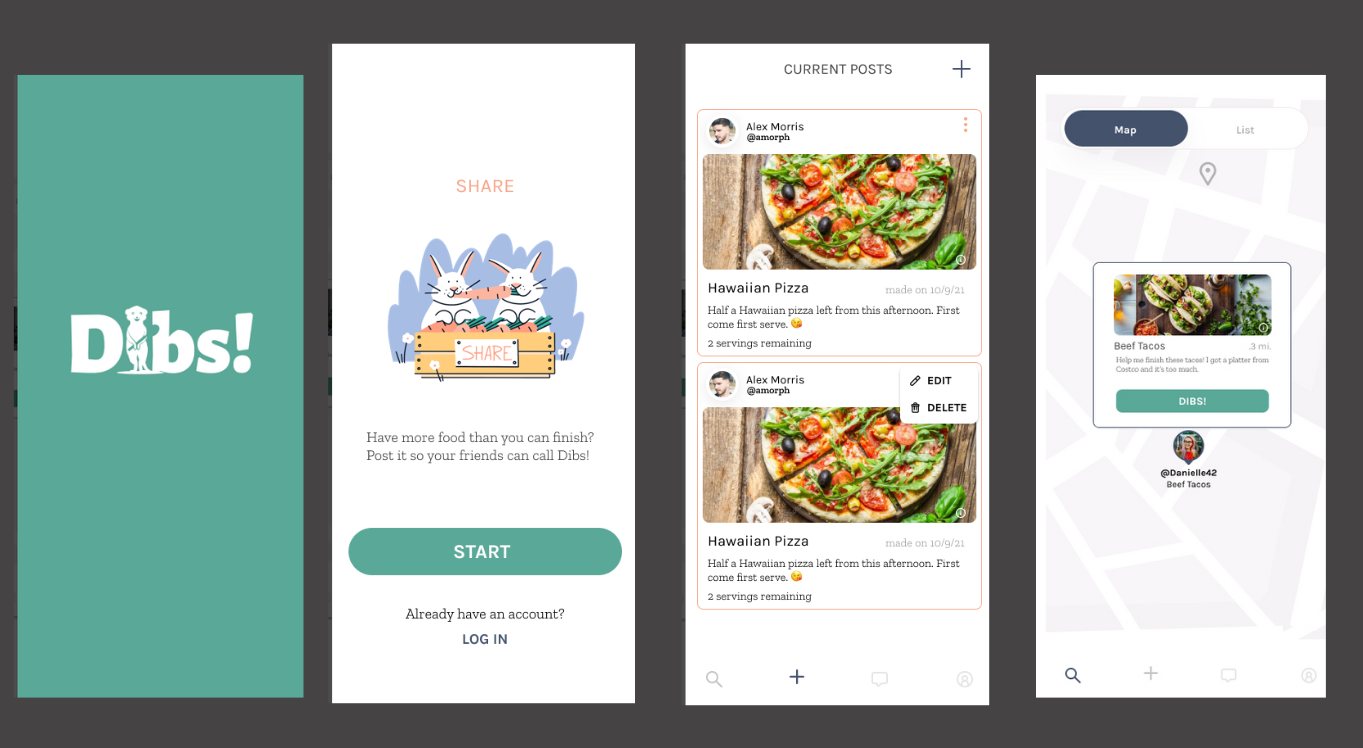 Dibs!
SHARE
SHARE
Have more food than you can finish?
Post it so your friends can call Dibs!
START
Already have an account?
LOG IN
CURRENT POSTS
Alex Morris
@amorph
Hawaiian Pizza made on 10/9/21
Half a Hawaiian pizza left from this afternoon. First
come first serve. 😘
2 servings remaining
Alex Morris
@amorph
EDIT
DELETE
Hawaiian Pizza made on 10/9/21
Half a Hawaiian pizza left from this afternoon. First
come first serve. 😘
2 servings remaining
Map List
Beef Tacos .3 mi.
Help me finish these tacos! I got a platter from
Costco and it's too much.
DIBS!
@Danielle42
Beef Tacos